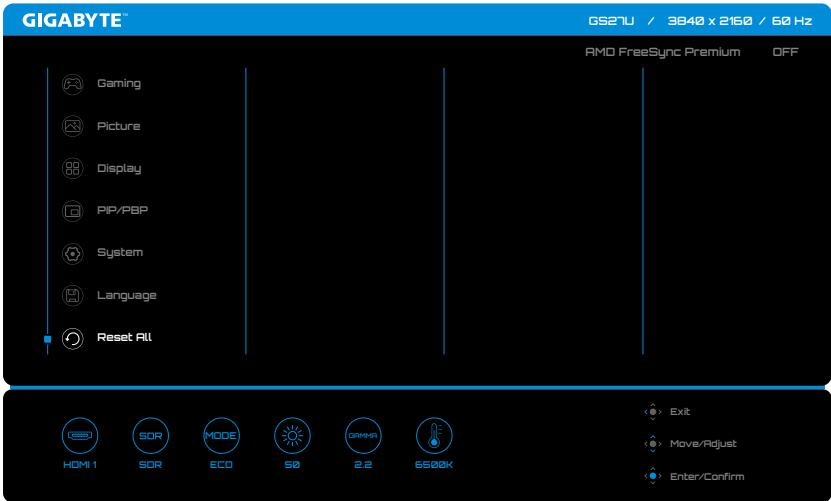 GIGABYTE™
GS27U / 3840 x 2160 / 60 Hz
AMD FreeSync Premium OFF
Gaming
Picture
Display
PIP/PBP
System
Language
Reset All
SDR MODE GAMMA
HDMI 1 SDR ECO 50 2.2 6500K
Exit
Move/Adjust
Enter/Confirm